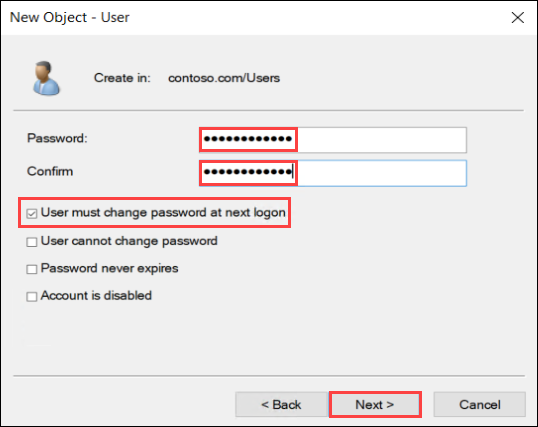 New Object - User
Create in: contoso.com/Users
Password: ••••••••••••
Confirm ••••••••••••
User must change password at next logon
User cannot change password
Password never expires
Account is disabled
< Back Next > Cancel